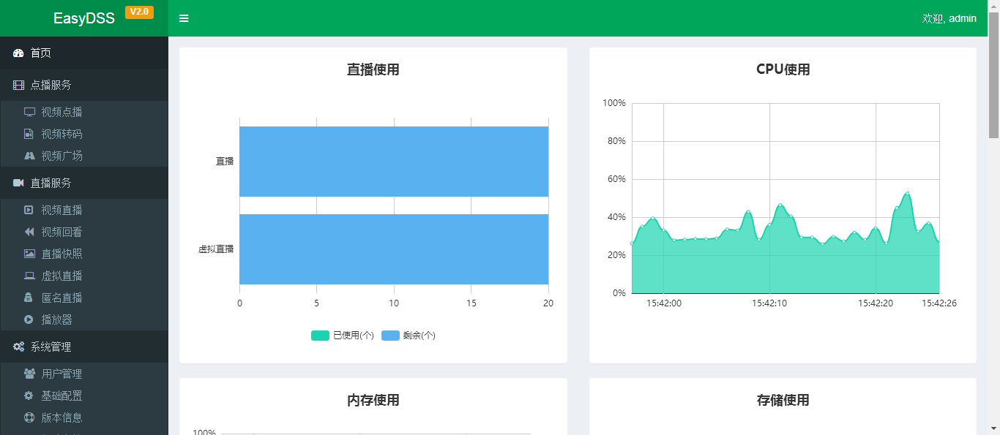 EasyDSS V2.0
欢迎, admin
首页
点播服务
视频点播
视频转码
视频广场
直播服务
视频直播
视频回看
直播快照
虚拟直播
匿名直播
播放器
系统管理
用户管理
基础配置
版本信息
直播使用
直播
虚拟直播
0 5 10 15 20
已使用(个) 剩余(个)
CPU使用
100%
80%
60%
40%
20%
0%
15:42:00 15:42:10 15:42:20 15:42:26
内存使用
100%
存储使用